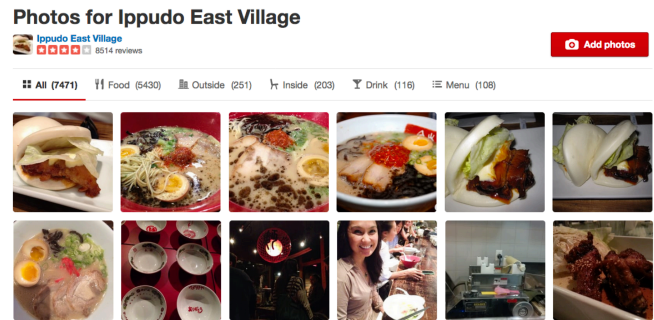 Photos for Ippudo East Village
Ippudo East Village
8514 reviews
Add photos
All (7471)
Food (5430)
Outside (251)
Inside (203)
Drink (116)
Menu (108)